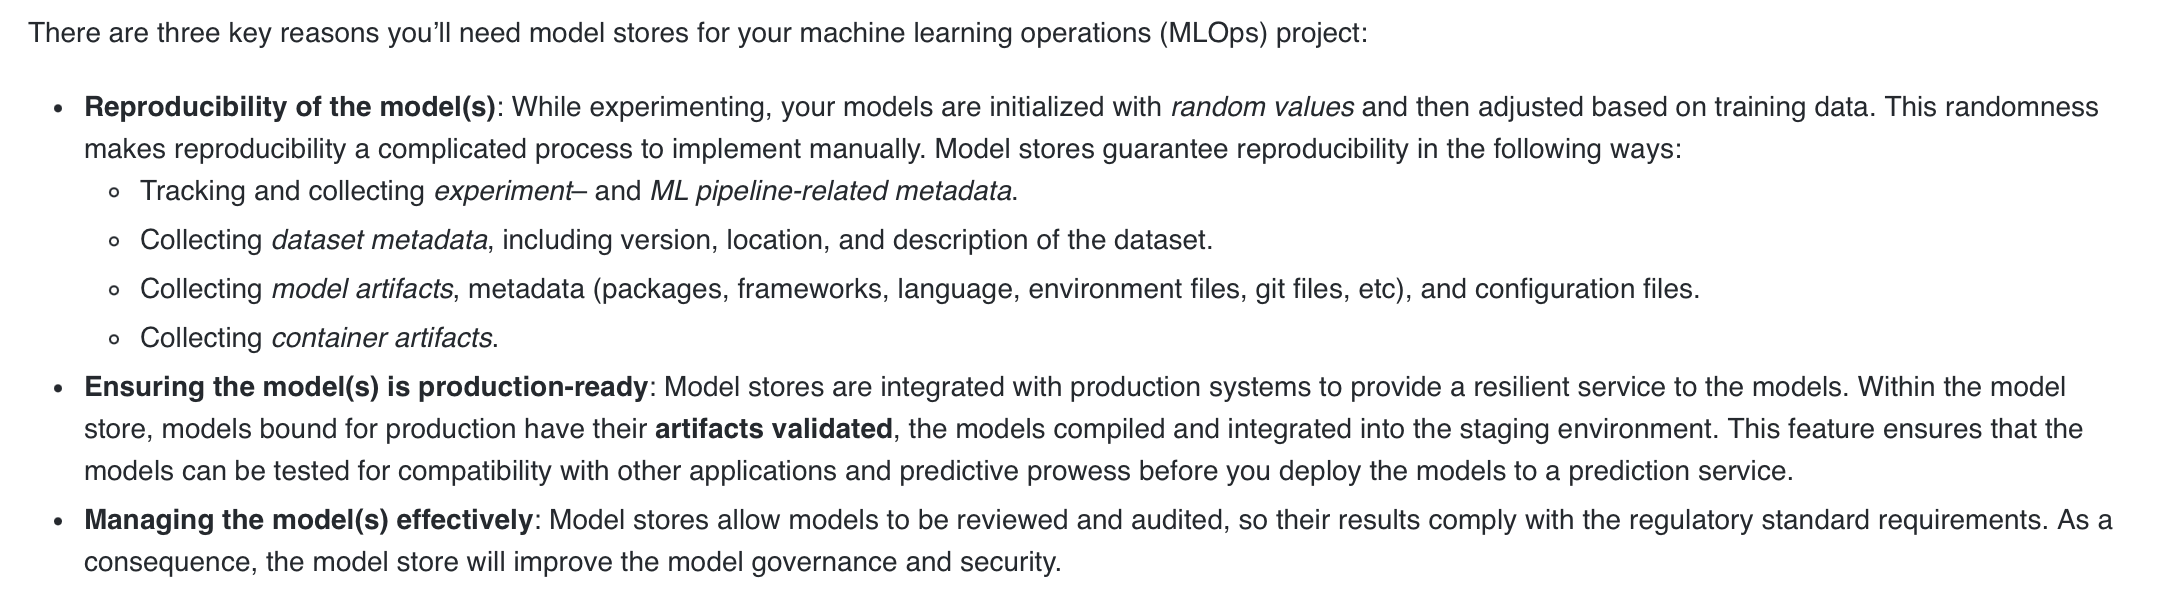 There are three key reasons you’ll need model stores for your machine learning operations (MLOps) project:
• Reproducibility of the model(s): While experimenting, your models are initialized with random values and then adjusted based on training data. This randomness
makes reproducibility a complicated process to implement manually. Model stores guarantee reproducibility in the following ways:
◦ Tracking and collecting experiment– and ML pipeline-related metadata.
◦ Collecting dataset metadata, including version, location, and description of the dataset.
◦ Collecting model artifacts, metadata (packages, frameworks, language, environment files, git files, etc), and configuration files.
◦ Collecting container artifacts.
• Ensuring the model(s) is production-ready: Model stores are integrated with production systems to provide a resilient service to the models. Within the model
store, models bound for production have their artifacts validated, the models compiled and integrated into the staging environment. This feature ensures that the
models can be tested for compatibility with other applications and predictive prowess before you deploy the models to a prediction service.
• Managing the model(s) effectively: Model stores allow models to be reviewed and audited, so their results comply with the regulatory standard requirements. As a
consequence, the model store will improve the model governance and security.